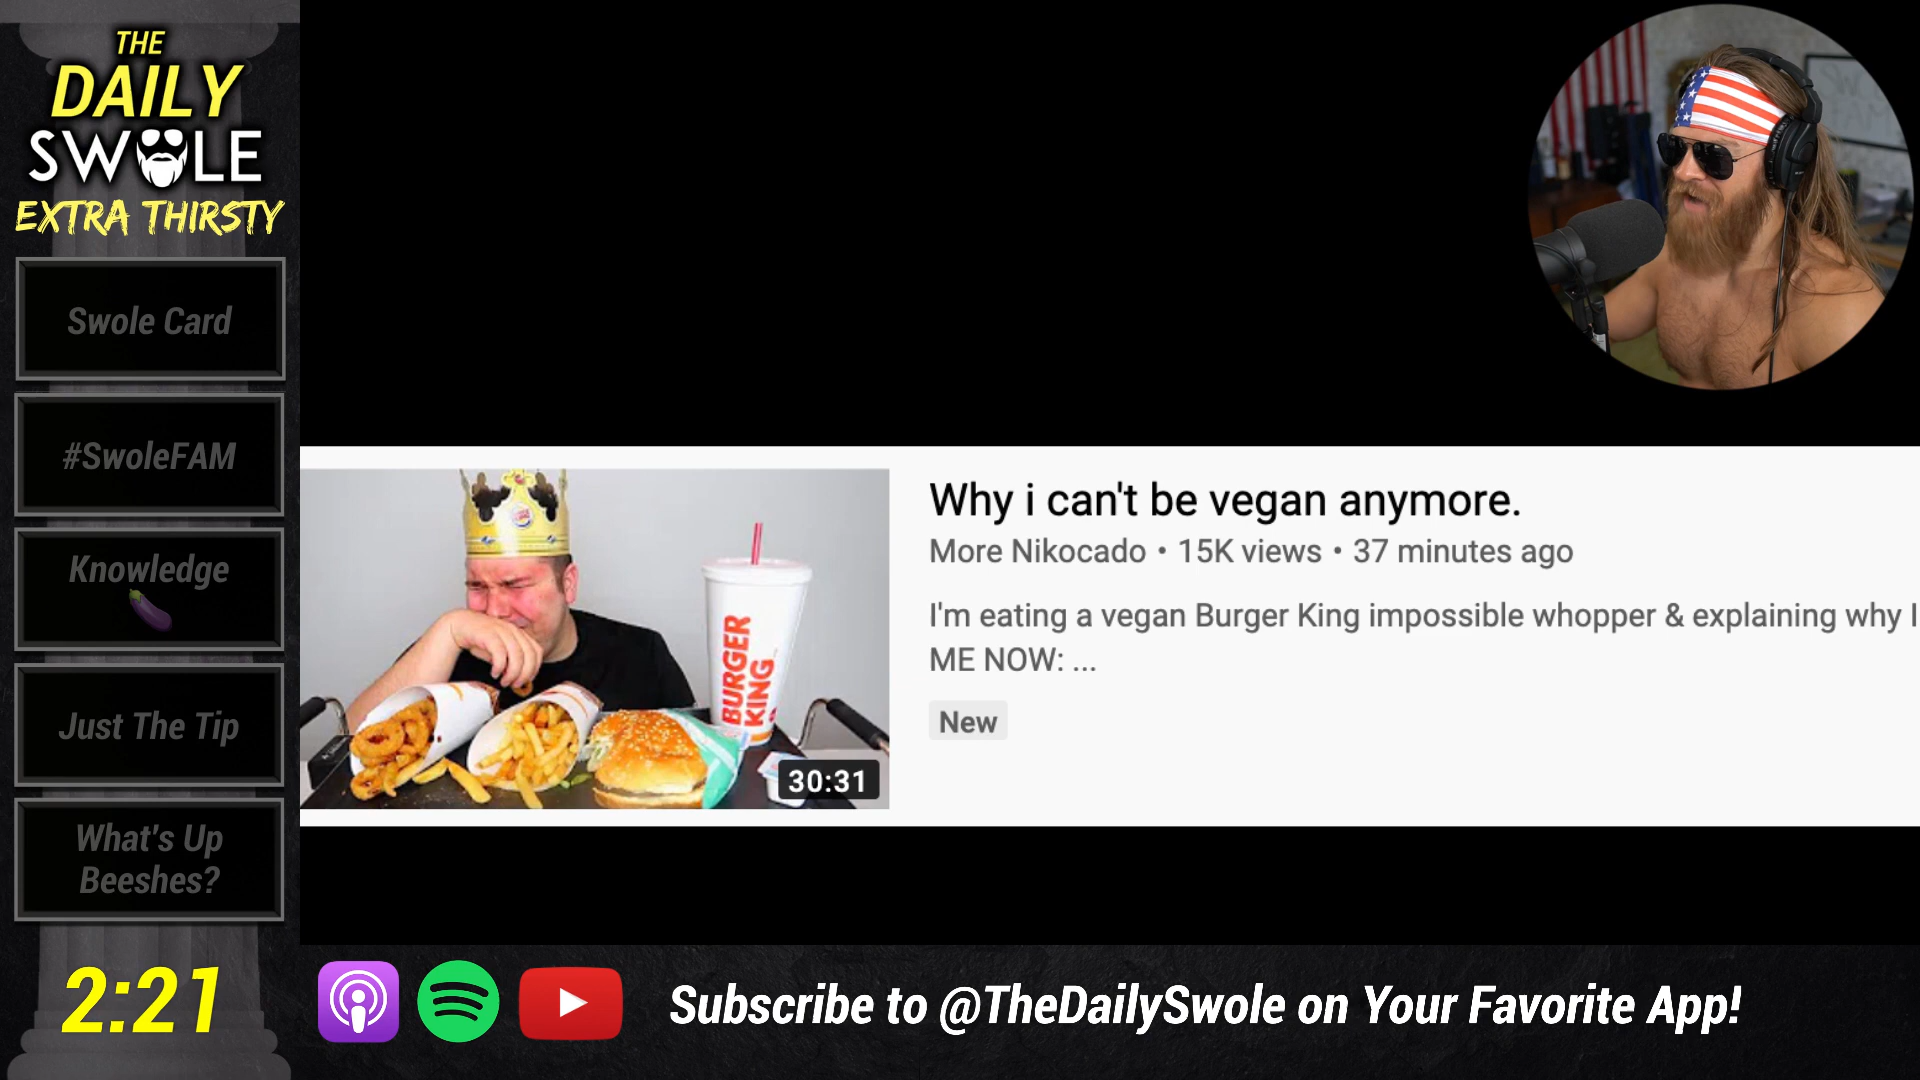 THE
DAILY
SWOLE
EXTRA THIRSTY
Swole Card
#SwoleFAM
Knowledge
Just The Tip
What's Up
Beeshes?
2:21
BURGER
KING
30:31
Why i can't be vegan anymore.
More Nikocado • 15K views • 37 minutes ago
I'm eating a vegan Burger King impossible whopper & explaining why I
ME NOW: ...
New
Subscribe to @TheDailySwole on Your Favorite App!